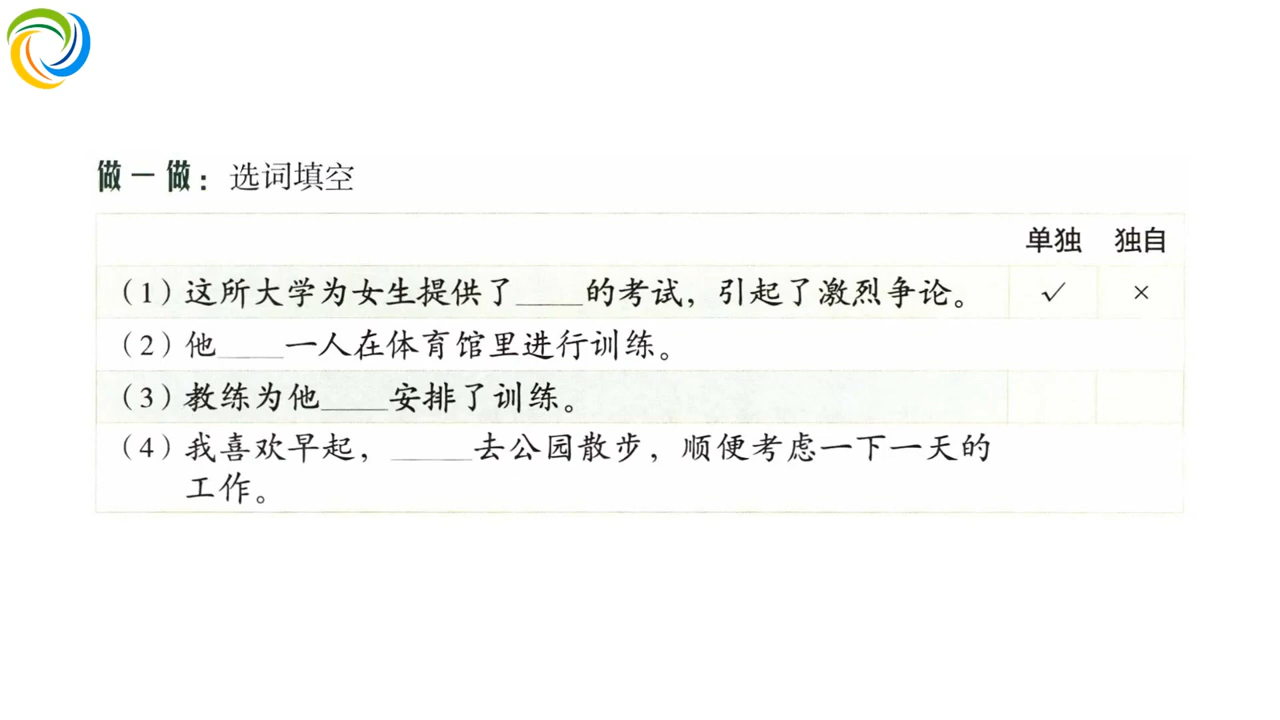 做一做：选词填空
单独 独自
（1）这所大学为女生提供了____的考试，引起了激烈争论。 √ ×
（2）他____一人在体育馆里进行训练。
（3）教练为他____安排了训练。
（4）我喜欢早起，_____去公园散步，顺便考虑一下一天的
工作。